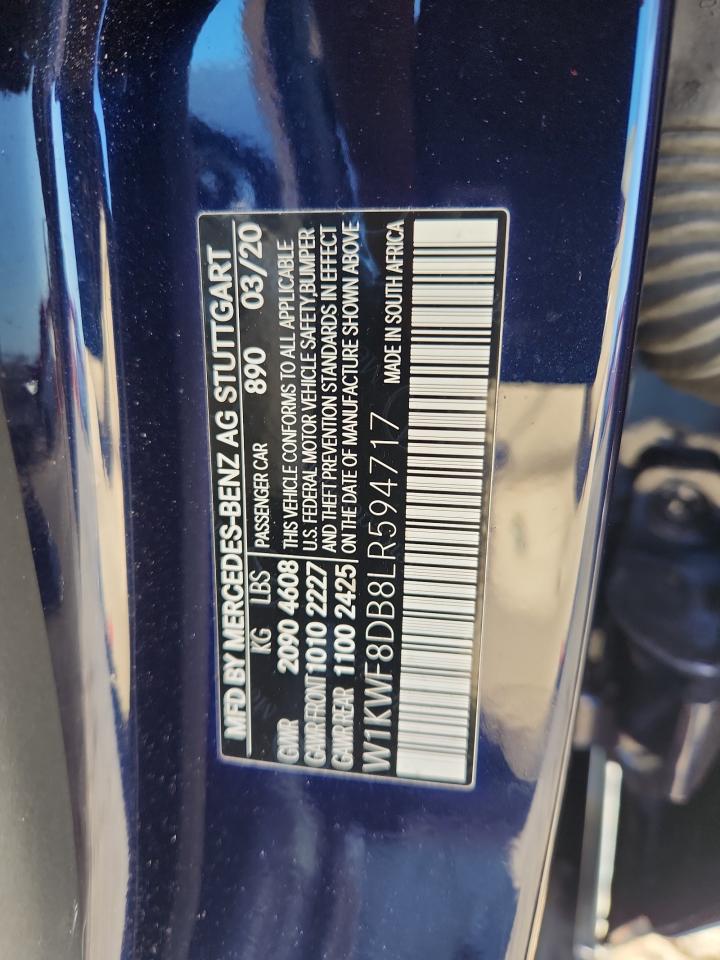 MFD BY MERCEDES-BENZ AG STUTTGART
KG LBS PASSENGER CAR 890 03/20
GVWR 2090 4608 THIS VEHICLE CONFORMS TO ALL APPLICABLE
GAWR FRONT 1010 2227 U.S. FEDERAL MOTOR VEHICLE SAFETY, BUMPER
GAWR REAR 1100 2425 AND THEFT PREVENTION STANDARDS IN EFFECT
ON THE DATE OF MANUFACTURE SHOWN ABOVE
W1KWF8DB8LR594717 MADE IN SOUTH AFRICA